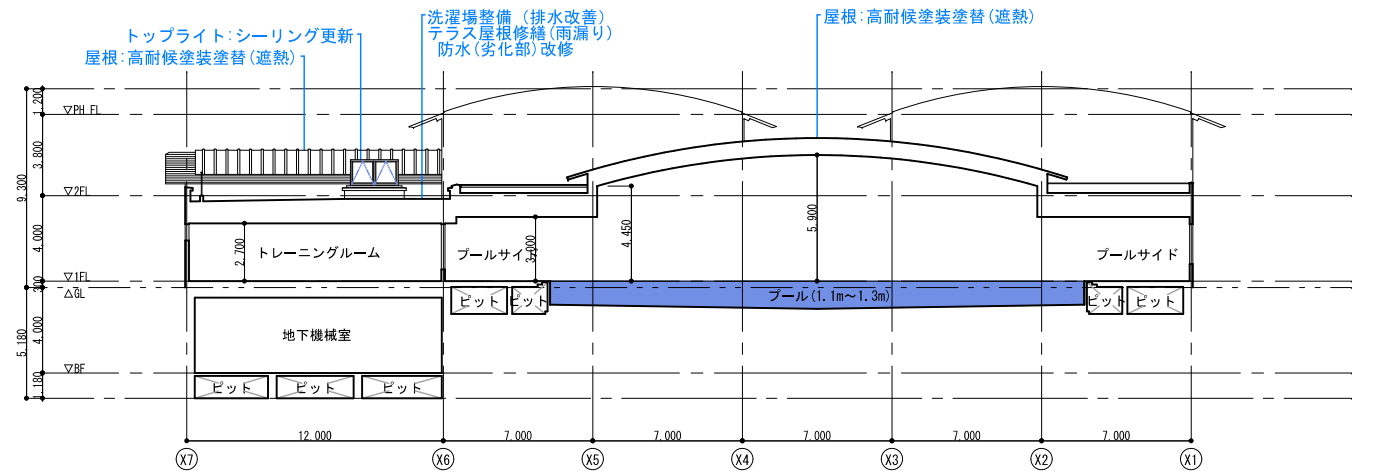 洗濯場整備(排水改善)
テラス屋根修繕(雨漏り)
防水(劣化部)改修
屋根:高耐候塗装塗替(遮熱)
トップライト:シーリング更新
屋根:高耐候塗装塗替(遮熱)
1.200
▽PH FL
3.800
9.300
▽2FL
4.000
2.700
トレーニングルーム
プールサイ
3,000
4.450
5.900
プールサイド
▽1FL
300
△GL
ピット
ピット
プール(1.1m～1.3m)
ピット
ピット
5.180
4.000
地下機械室
▽BF
1.180
ピット
ピット
ピット
12.000
7.000
7.000
7.000
7.000
7.000
X7
X6
X5
X4
X3
X2
X1